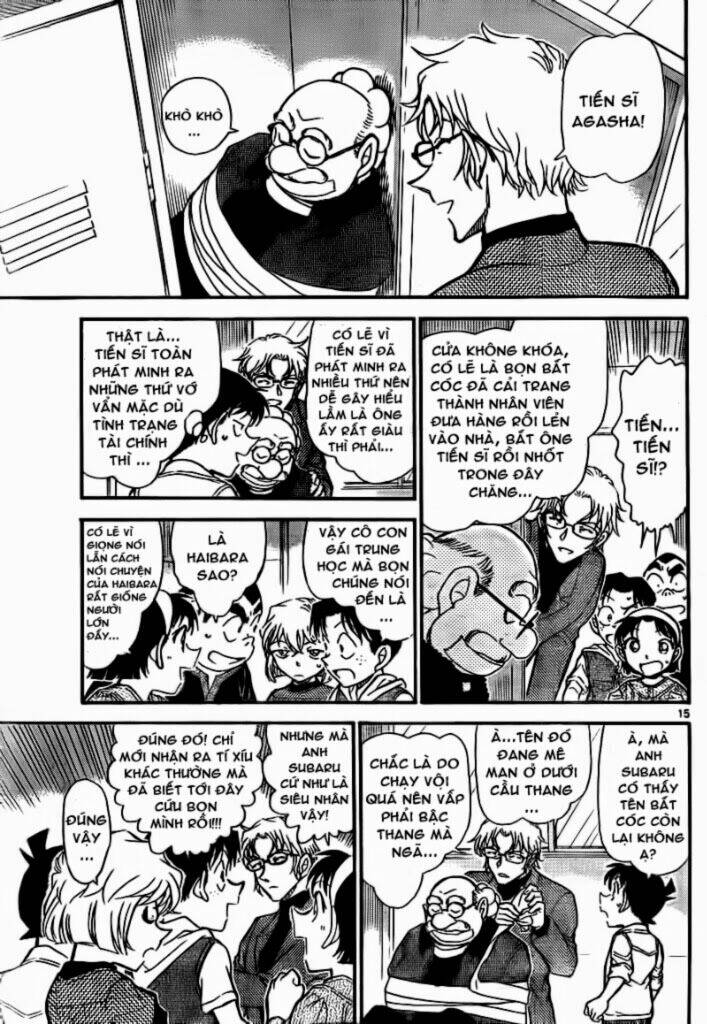 TIẾN SĨ
AGASHA!
KHÒ KHÒ
...
TIẾN...
TIẾN
SĨ!?
CỬA KHÔNG KHÓA,
CÓ LẼ LÀ BỌN BẮT
CÓC ĐÃ CẢI TRANG
THÀNH NHÂN VIÊN
ĐƯA HÀNG RỒI LẺN
VÀO NHÀ, BẮT ÔNG
TIẾN SĨ RỒI NHỐT
TRONG ĐÂY
CHĂNG...
CÓ LẼ VÌ
TIẾN SĨ ĐÃ
PHÁT MINH RA
NHIỀU THỨ NÊN
DỄ GÂY HIỂU
LẦM LÀ ÔNG
ẤY RẤT GIÀU
THÌ PHẢI...
THẬT LÀ...
TIẾN SĨ TOÀN
PHÁT MINH RA
NHỮNG THỨ VỚ
VẨN MẶC DÙ
TÌNH TRẠNG
TÀI CHÍNH
THÌ ...
VẬY CÔ CON
GÁI TRUNG
HỌC MÀ BỌN
CHÚNG NÓI
ĐẾN LÀ
...
LÀ
HAIBARA
SAO?
CÓ LẼ VÌ
GIỌNG NÓI
LẪN CÁCH
NÓI CHUYỆN
CỦA HAIBARA
RẤT GIỐNG
NGƯỜI
LỚN
ĐẤY...
15
À, MÀ
ANH
SUBARU
CÓ THẤY
TÊN BẮT
CÓC CÒN
LẠI KHÔNG
Ạ?
À...TÊN ĐÓ
ĐANG MÊ
MAN Ở DƯỚI
CẦU THANG
...
CHẮC LÀ DO
CHẠY VỘI
QUÁ NÊN VẤP
PHẢI BẬC
THANG MÀ
NGÃ...
NHƯNG MÀ
ANH
SUBARU
CỨ NHƯ LÀ
SIÊU NHÂN
VẬY!
ĐÚNG ĐÓ! CHỈ
MỚI NHẬN RA TÍ XÍU
KHÁC THƯỜNG MÀ
ĐÃ BIẾT TỚI ĐÂY
CỨU BỌN
MÌNH RỒI!!!
ĐÚNG
VẬY
...